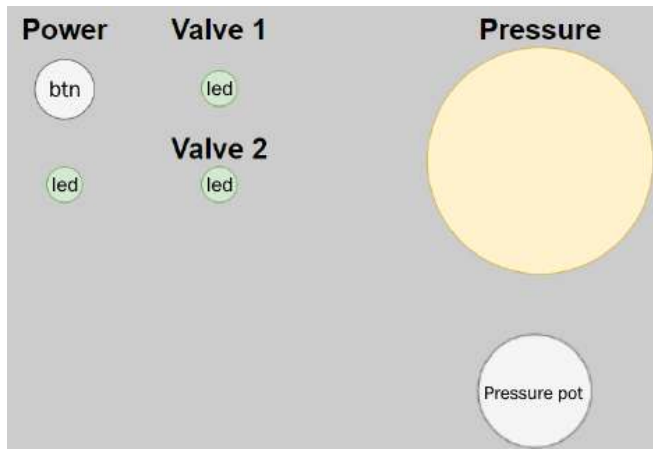 Power
Valve 1
Pressure
btn
led
Valve 2
led
led
Pressure pot